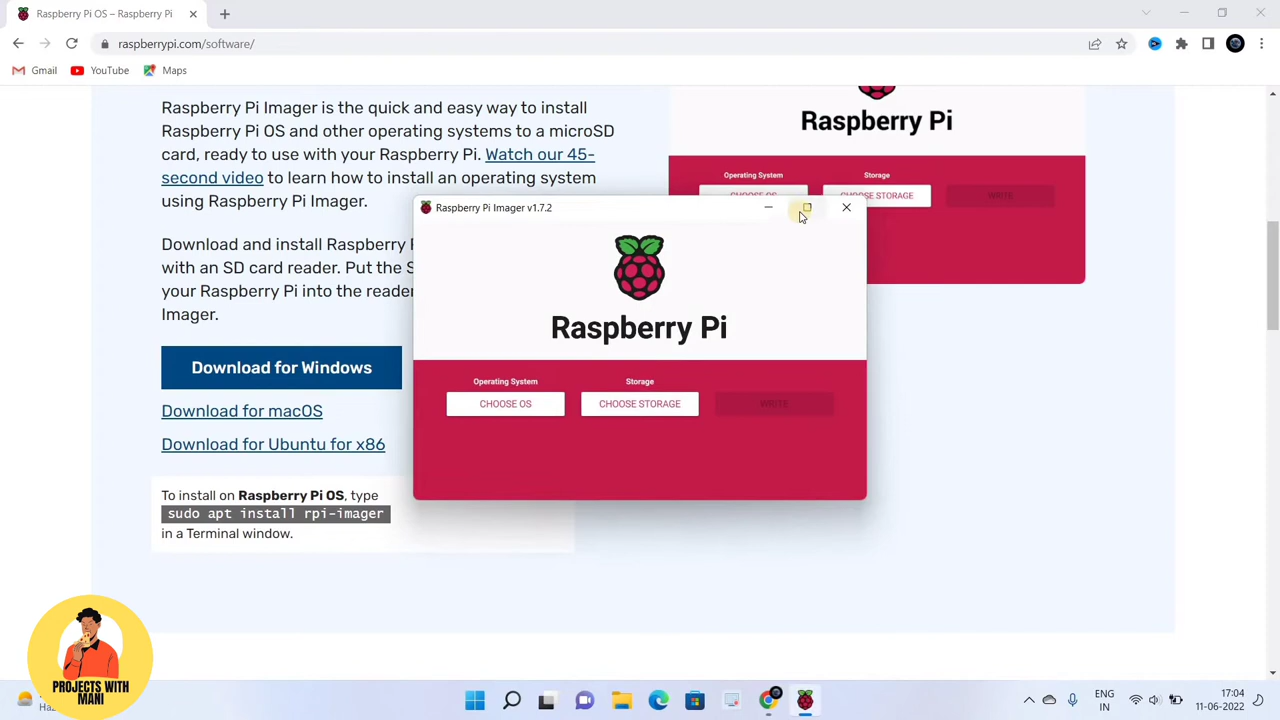 Raspberry Pi OS – Raspberry Pi
raspberrypi.com/software/
Gmail
YouTube
Maps
Raspberry Pi Imager is the quick and easy way to install
Raspberry Pi OS and other operating systems to a microSD
card, ready to use with your Raspberry Pi. Watch our 45-
second video to learn how to install an operating system
using Raspberry Pi Imager.
Download and install Raspberry
with an SD card reader. Put the S
your Raspberry Pi into the reader
Imager.
Download for Windows
Download for macOS
Download for Ubuntu for x86
To install on Raspberry Pi OS, type
sudo apt install rpi-imager
in a Terminal window.
Raspberry Pi
Operating System
Storage
CHOOSE OS
CHOOSE STORAGE
WRITE
Raspberry Pi Imager v1.7.2
Raspberry Pi
Operating System
Storage
CHOOSE OS
CHOOSE STORAGE
WRITE
PROJECTS WITH
MANI
ENG
IN
17:04
11-06-2022